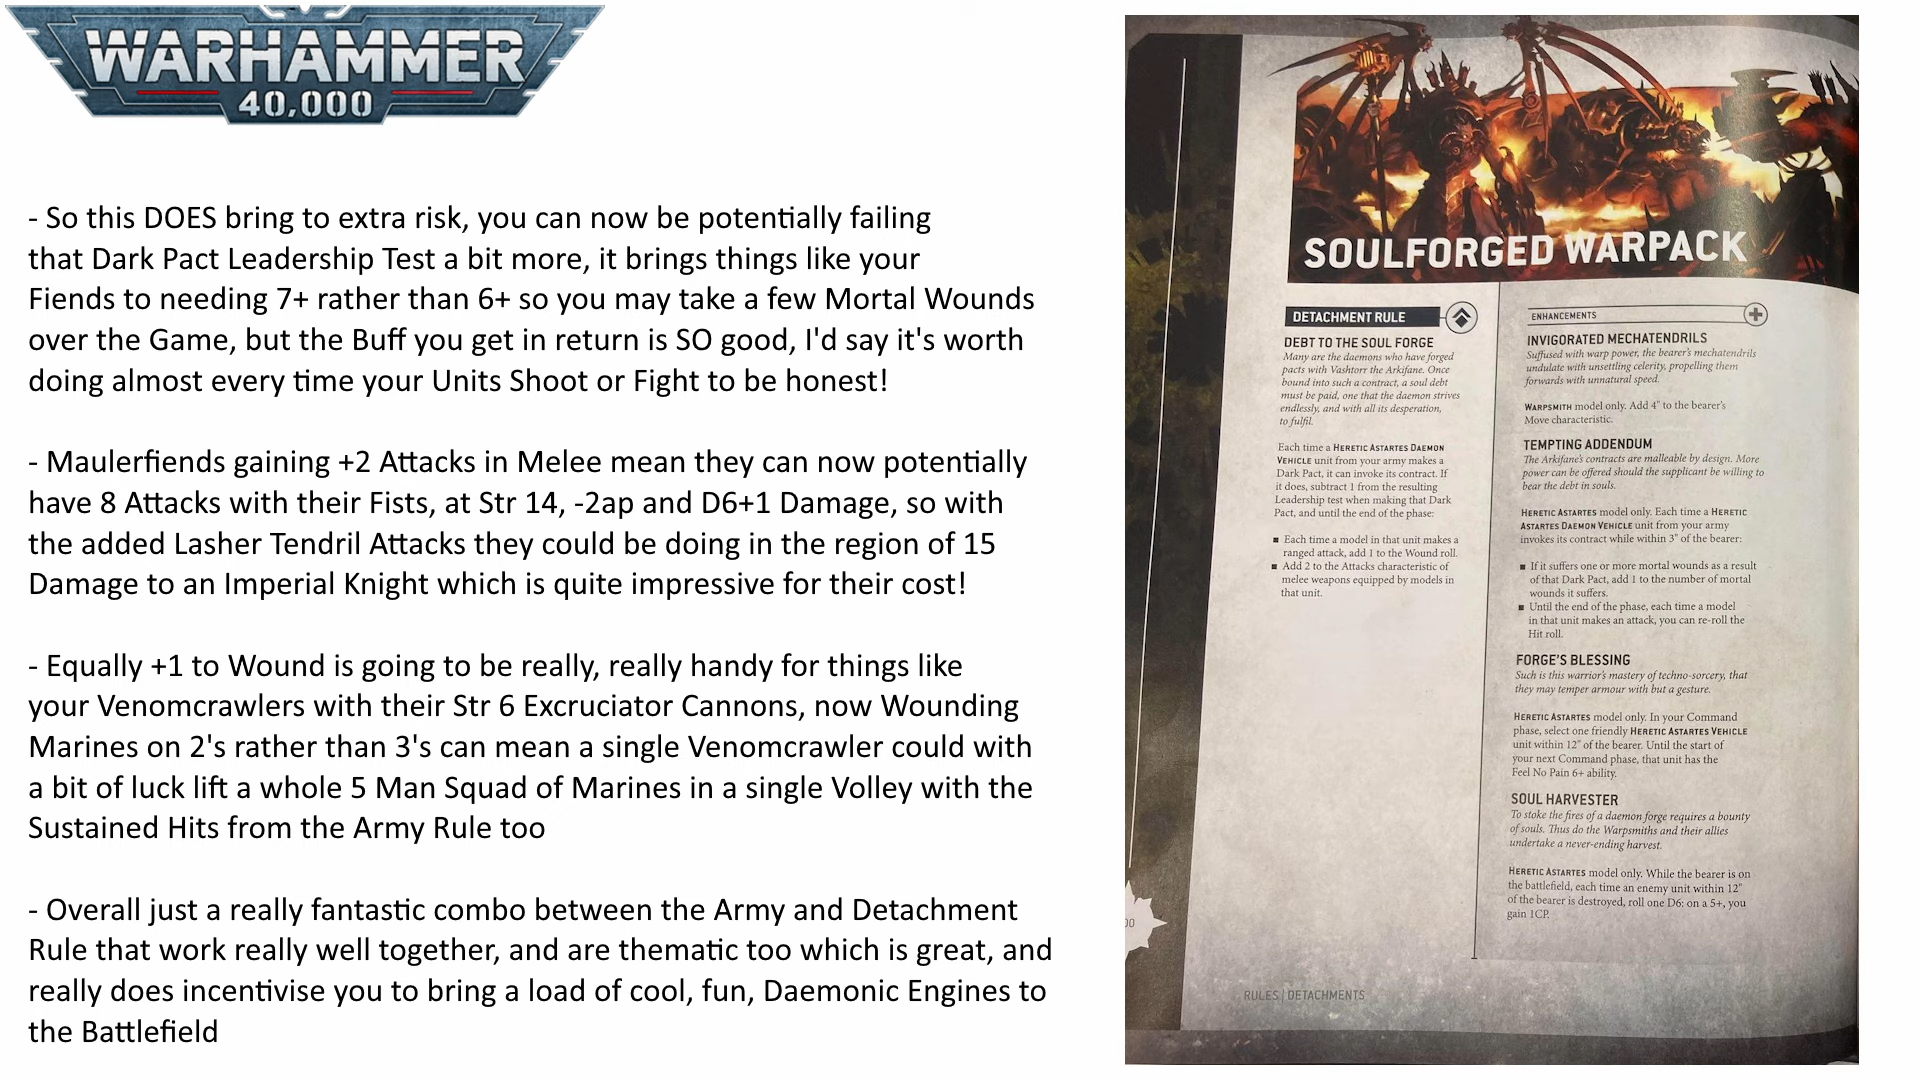 WARHAMMER
40,000
- So this DOES bring to extra risk, you can now be potentially failing
that Dark Pact Leadership Test a bit more, it brings things like your
Fiends to needing 7+ rather than 6+ so you may take a few Mortal Wounds
over the Game, but the Buff you get in return is SO good, I'd say it's worth
doing almost every time your Units Shoot or Fight to be honest!
- Maulerfiends gaining +2 Attacks in Melee mean they can now potentially
have 8 Attacks with their Fists, at Str 14, -2ap and D6+1 Damage, so with
the added Lasher Tendril Attacks they could be doing in the region of 15
Damage to an Imperial Knight which is quite impressive for their cost!
- Equally +1 to Wound is going to be really, really handy for things like
your Venomcrawlers with their Str 6 Excruciator Cannons, now Wounding
Marines on 2's rather than 3's can mean a single Venomcrawler could with
a bit of luck lift a whole 5 Man Squad of Marines in a single Volley with the
Sustained Hits from the Army Rule too
- Overall just a really fantastic combo between the Army and Detachment
Rule that work really well together, and are thematic too which is great, and
really does incentivise you to bring a load of cool, fun, Daemonic Engines to
the Battlefield
SOULFORGED WARPACK
DETACHMENT RULE
DEBT TO THE SOUL FORGE
Many are the daemons who have forged
pacts with Vashtorr the Arkifane. Once
bound into such a contract, a soul debt
must be paid, one that the daemon strives
endlessly, and with all its desperation,
to fulfil.
Each time a HERETIC ASTARTES DAEMON
VEHICLE unit from your army makes a
Dark Pact, it can invoke its contract. If
it does, subtract 1 from the resulting
Leadership test when making that Dark
Pact, and until the end of the phase:
■ Each time a model in that unit makes a
ranged attack, add 1 to the Wound roll.
■ Add 2 to the Attacks characteristic of
melee weapons equipped by models in
that unit.
ENHANCEMENTS
INVIGORATED MECHATENDRILS
Suffused with warp power, the bearer's mechatendrils
undulate with unsettling celerity, propelling them
forwards with unnatural speed.
WARPSMITH model only. Add 4" to the bearer's
Move characteristic.
TEMPTING ADDENDUM
The Arkifane's contracts are malleable by design. More
power can be offered should the supplicant be willing to
bear the debt in souls.
HERETIC ASTARTES model only. Each time a HERETIC
ASTARTES DAEMON VEHICLE unit from your army
invokes its contract while within 3" of the bearer:
■ If it suffers one or more mortal wounds as a result
of that Dark Pact, add 1 to the number of mortal
wounds it suffers.
■ Until the end of the phase, each time a model
in that unit makes an attack, you can re-roll the
Hit roll.
FORGE'S BLESSING
Such is this warrior's mastery of techno-sorcery, that
they may temper armour with but a gesture.
HERETIC ASTARTES model only. In your Command
phase, select one friendly HERETIC ASTARTES VEHICLE
unit within 12" of the bearer. Until the start of
your next Command phase, that unit has the
Feel No Pain 6+ ability.
SOUL HARVESTER
To stoke the fires of a daemon forge requires a bounty
of souls. Thus do the Warpsmiths and their allies
undertake a never-ending harvest.
HERETIC ASTARTES model only. While the bearer is on
the battlefield, each time an enemy unit within 12"
of the bearer is destroyed, roll one D6: on a 5+, you
gain 1CP.
RULES | DETACHMENTS